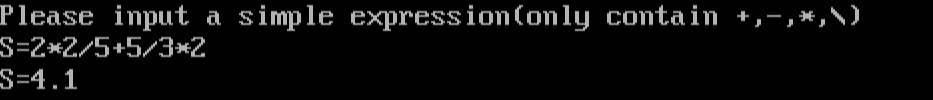 Please input a simple expression(only contain +,-,*,\)
S=2*2/5+5/3*2
S=4.1